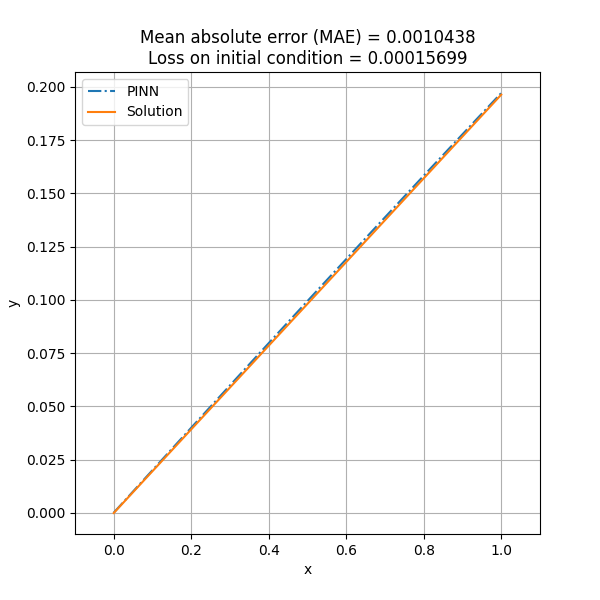 Mean absolute error (MAE) = 0.0010438
Loss on initial condition = 0.00015699
PINN
Solution
0.200
0.175
0.150
0.125
0.100
0.075
0.050
0.025
0.000
y
0.0 0.2 0.4 0.6 0.8 1.0
x